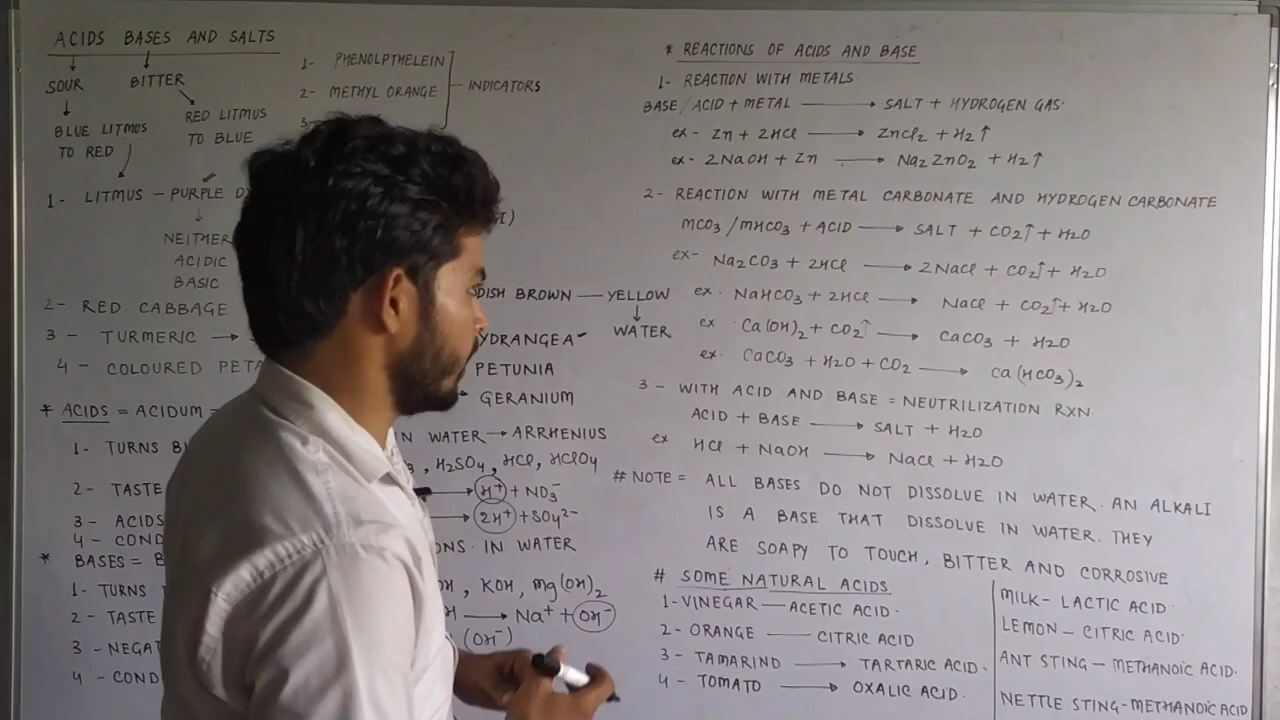 ACIDS BASES AND SALTS
SOUR
BITTER
BLUE LITMUS
TO RED
RED LITMUS
TO BLUE
1- PHENOLPTHELEIN
2- METHYL ORANGE
3-
INDICATORS
1- LITMUS - PURPLE
NEITHER
ACIDIC
BASIC
2- RED CABBAGE
3- TURMERIC →
4- COLOURED
DISH BROWN — YELLOW
↓
WATER
YDRANGEA
PETUNIA
GERANIUM
* ACIDS = ACIDUM =
IN WATER → ARRHENIUS
1- TURNS
, H2SO4, HCl, HClO4
2- TASTE
→ H⁺ + NO3⁻
3- ACIDS
→ 2H⁺ + SO4²⁻
4- COND
* BASES =
ONS IN WATER
1- TURNS
, KOH, Mg(OH)2
2- TASTE
→ Na⁺ + OH⁻
3- NEGAT
(OH⁻)
4- COND
* REACTIONS OF ACIDS AND BASE
1- REACTION WITH METALS
BASE/ACID + METAL → SALT + HYDROGEN GAS.
ex- Zn + 2HCl → ZnCl2 + H2↑
ex- 2NaOH + Zn → Na2ZnO2 + H2↑
2- REACTION WITH METAL CARBONATE AND HYDROGEN CARBONATE
MCO3/MHCO3 + ACID → SALT + CO2↑ + H2O
ex- Na2CO3 + 2HCl → 2NaCl + CO2↑ + H2O
ex. NaHCO3 + 2HCl → NaCl + CO2↑ + H2O
ex Ca(OH)2 + CO2↑ → CaCO3 + H2O
ex. CaCO3 + H2O + CO2 → Ca(HCO3)2
3- WITH ACID AND BASE = NEUTRILIZATION RXN.
ACID + BASE → SALT + H2O
ex HCl + NaOH → NaCl + H2O
# NOTE = ALL BASES DO NOT DISSOLVE IN WATER. AN ALKALI
IS A BASE THAT DISSOLVE IN WATER. THEY
ARE SOAPY TO TOUCH, BITTER AND CORROSIVE
# SOME NATURAL ACIDS
1- VINEGAR — ACETIC ACID.
2- ORANGE — CITRIC ACID
3- TAMARIND → TARTARIC ACID.
4- TOMATO → OXALIC ACID.
MILK- LACTIC ACID.
LEMON- CITRIC ACID.
ANT STING- METHANOIC ACID.
NETTLE STING- METHANOIC ACID